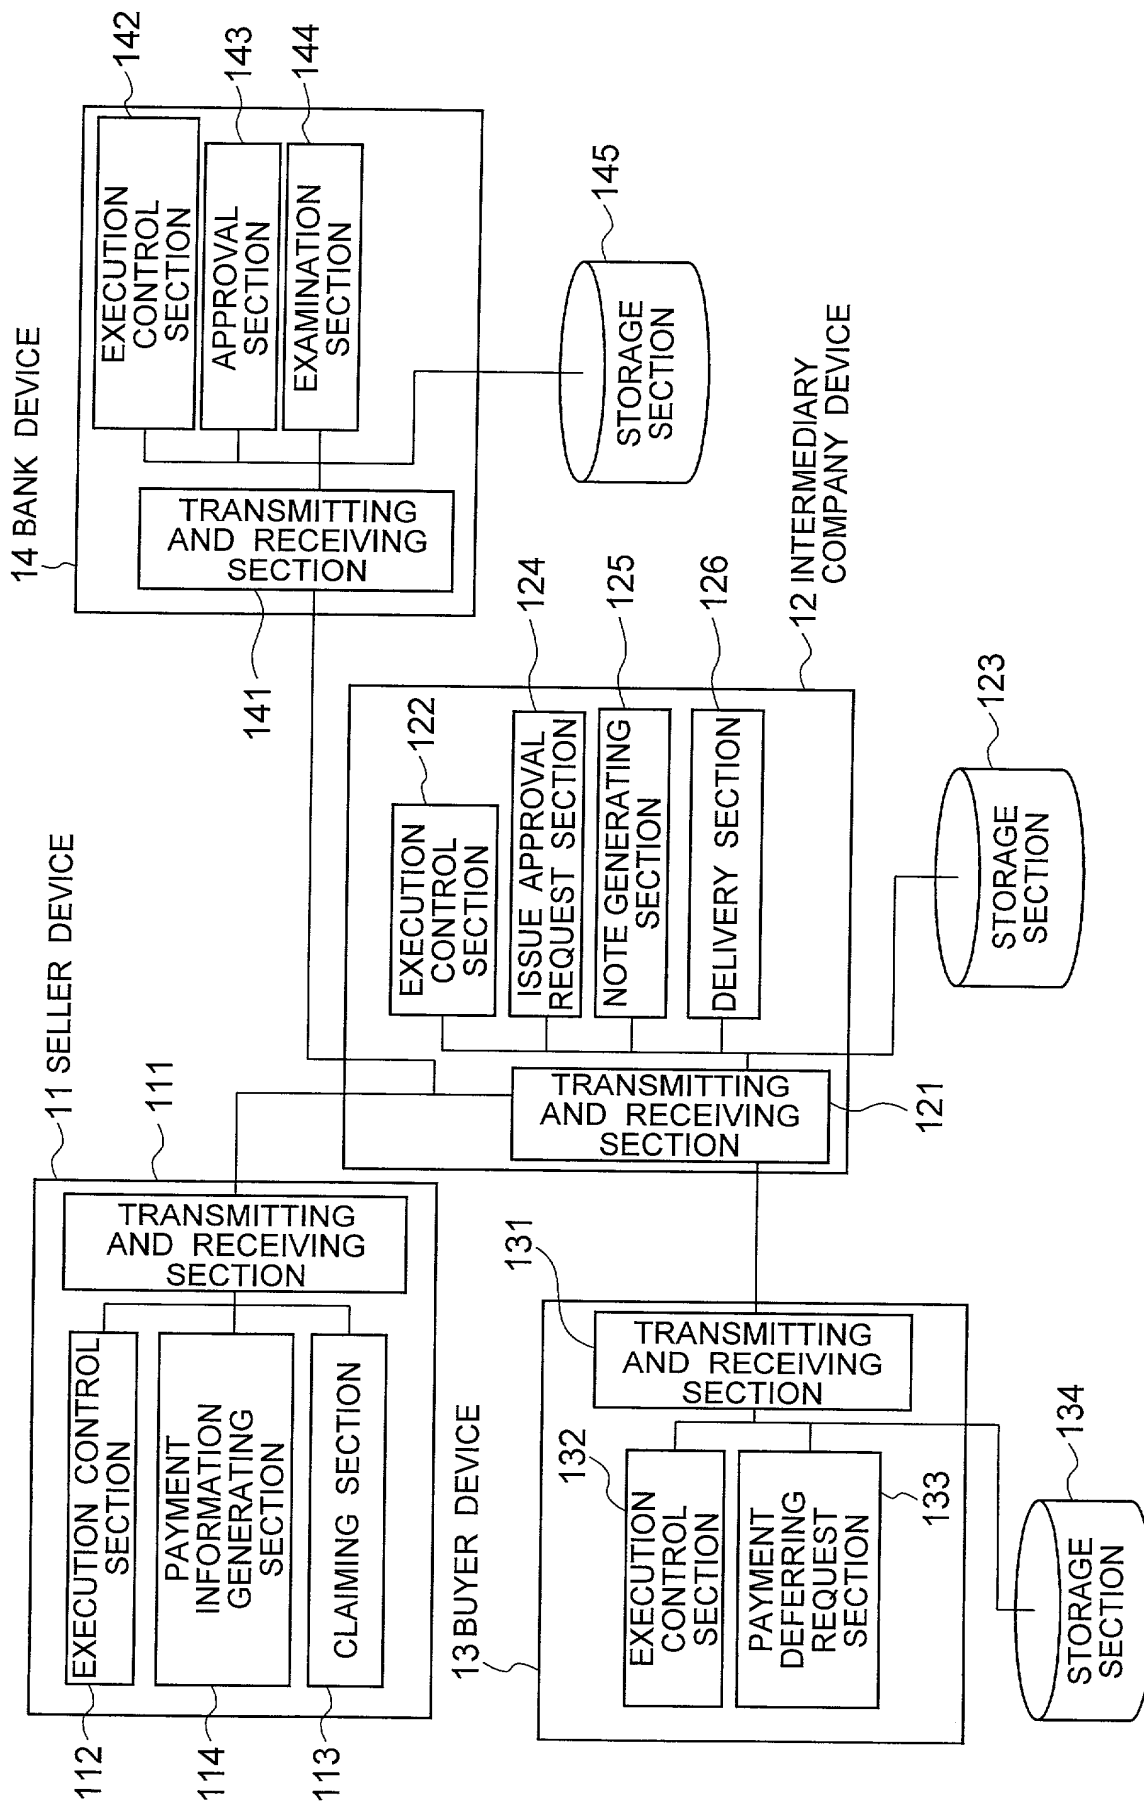 11 SELLER DEVICE
111
TRANSMITTING
AND RECEIVING
SECTION
EXECUTION CONTROL
SECTION
112
PAYMENT
INFORMATION
GENERATING
SECTION
114
CLAIMING SECTION
113
14 BANK DEVICE
EXECUTION
CONTROL
SECTION
142
APPROVAL
SECTION
143
EXAMINATION
SECTION
144
TRANSMITTING
AND RECEIVING
SECTION
141
STORAGE
SECTION
145
12 INTERMEDIARY
COMPANY DEVICE
EXECUTION
CONTROL
SECTION
122
ISSUE APPROVAL
REQUEST SECTION
124
NOTE GENERATING
SECTION
125
DELIVERY SECTION
126
TRANSMITTING
AND RECEIVING
SECTION
121
STORAGE
SECTION
123
13 BUYER DEVICE
TRANSMITTING
AND RECEIVING
SECTION
131
EXECUTION
CONTROL
SECTION
132
PAYMENT
DEFERRING
REQUEST
SECTION
133
STORAGE
SECTION
134